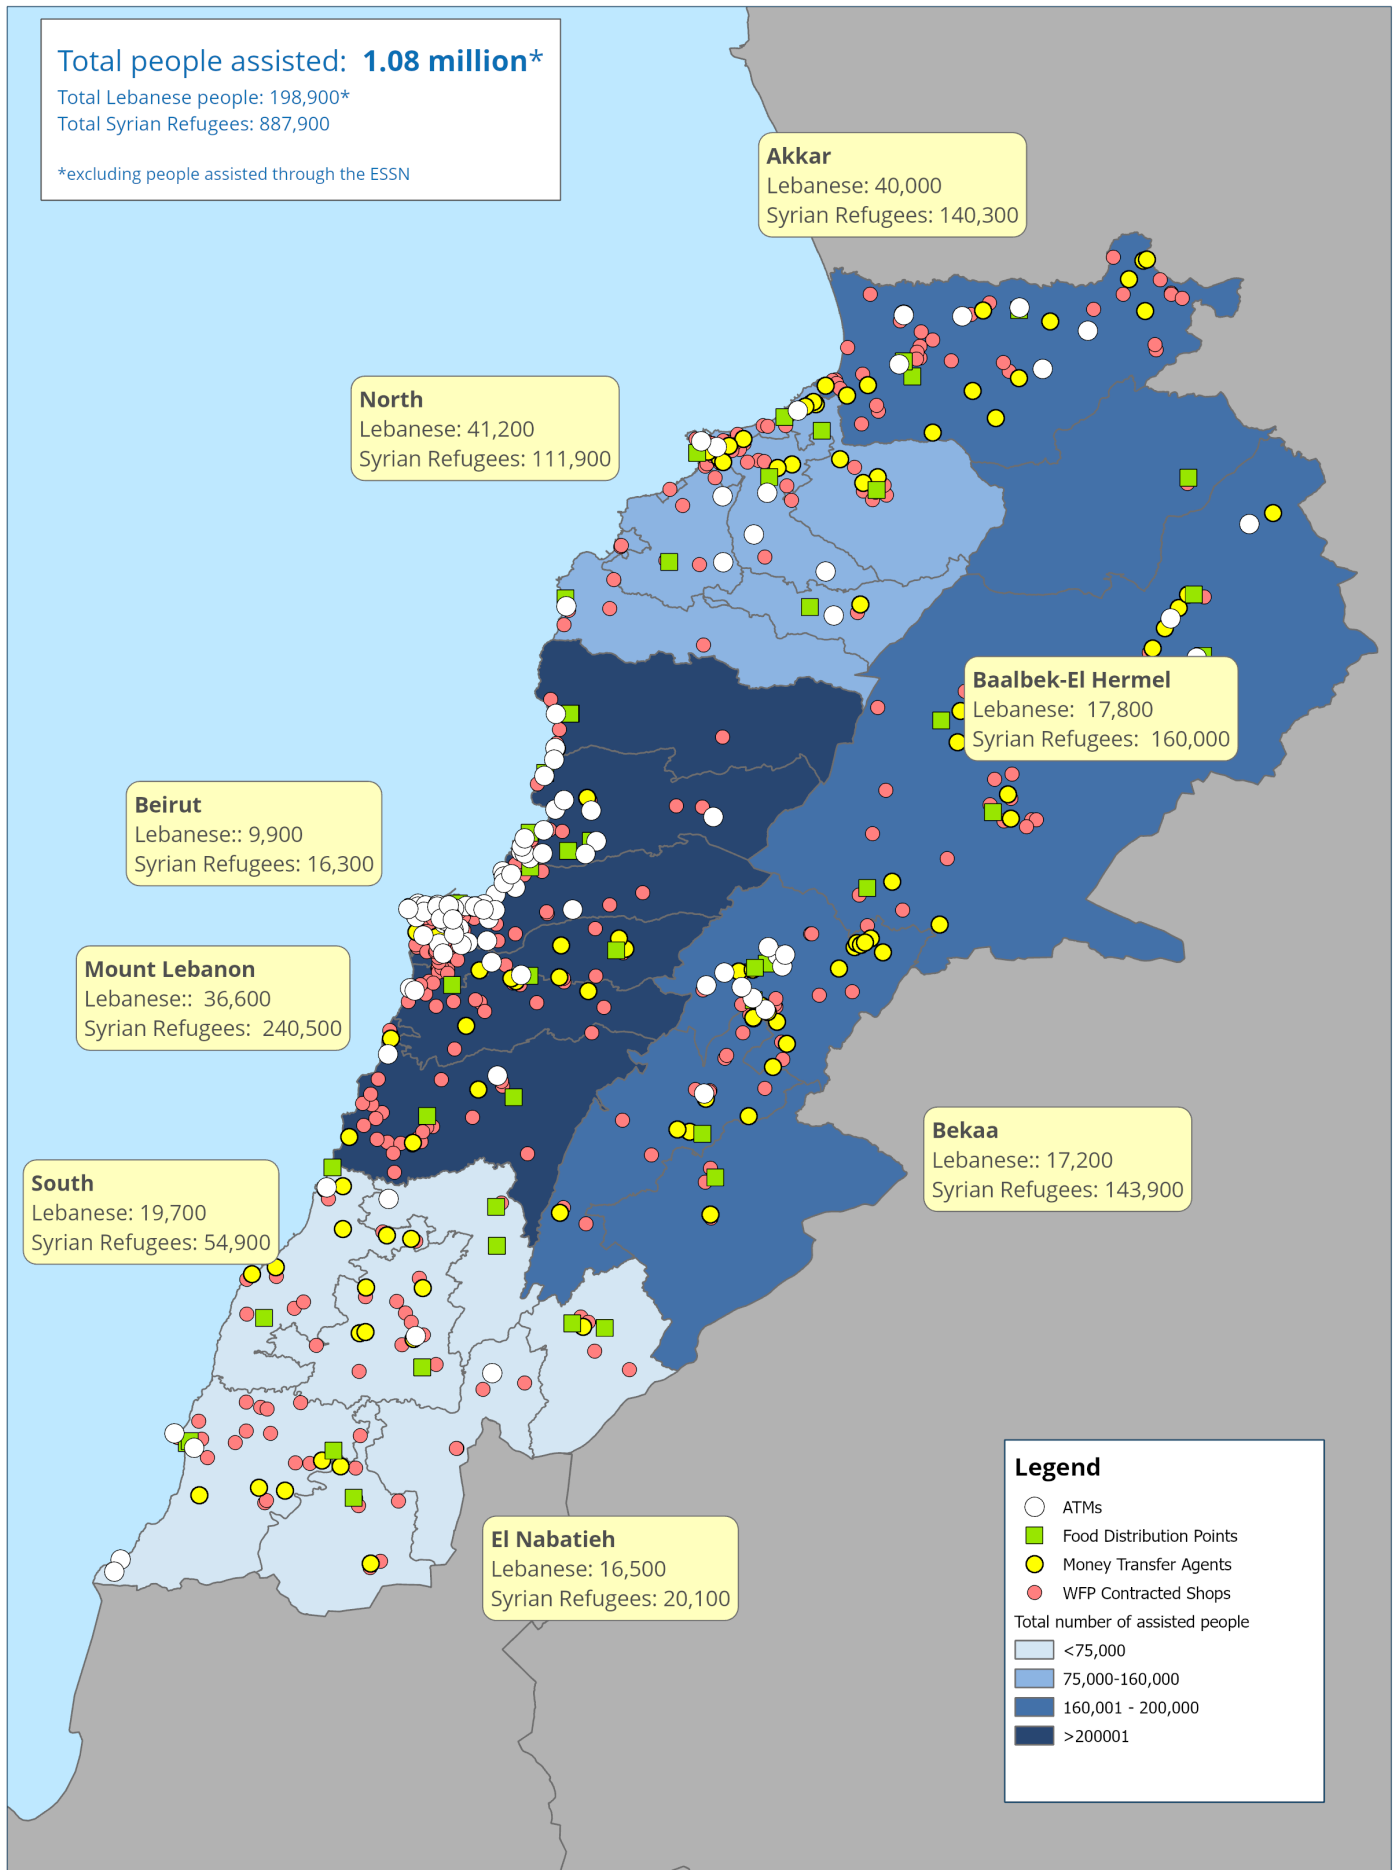 Total people assisted: 1.08 million*
Total Lebanese people: 198,900*
Total Syrian Refugees: 887,900
*excluding people assisted through the ESSN
Akkar
Lebanese: 40,000
Syrian Refugees: 140,300
North
Lebanese: 41,200
Syrian Refugees: 111,900
Baalbek-El Hermel
Lebanese: 17,800
Syrian Refugees: 160,000
Beirut
Lebanese:: 9,900
Syrian Refugees: 16,300
Mount Lebanon
Lebanese:: 36,600
Syrian Refugees: 240,500
Bekaa
Lebanese:: 17,200
Syrian Refugees: 143,900
South
Lebanese: 19,700
Syrian Refugees: 54,900
El Nabatieh
Lebanese: 16,500
Syrian Refugees: 20,100
Legend
ATMs
Food Distribution Points
Money Transfer Agents
WFP Contracted Shops
Total number of assisted people
<75,000
75,000-160,000
160,001 - 200,000
>200001